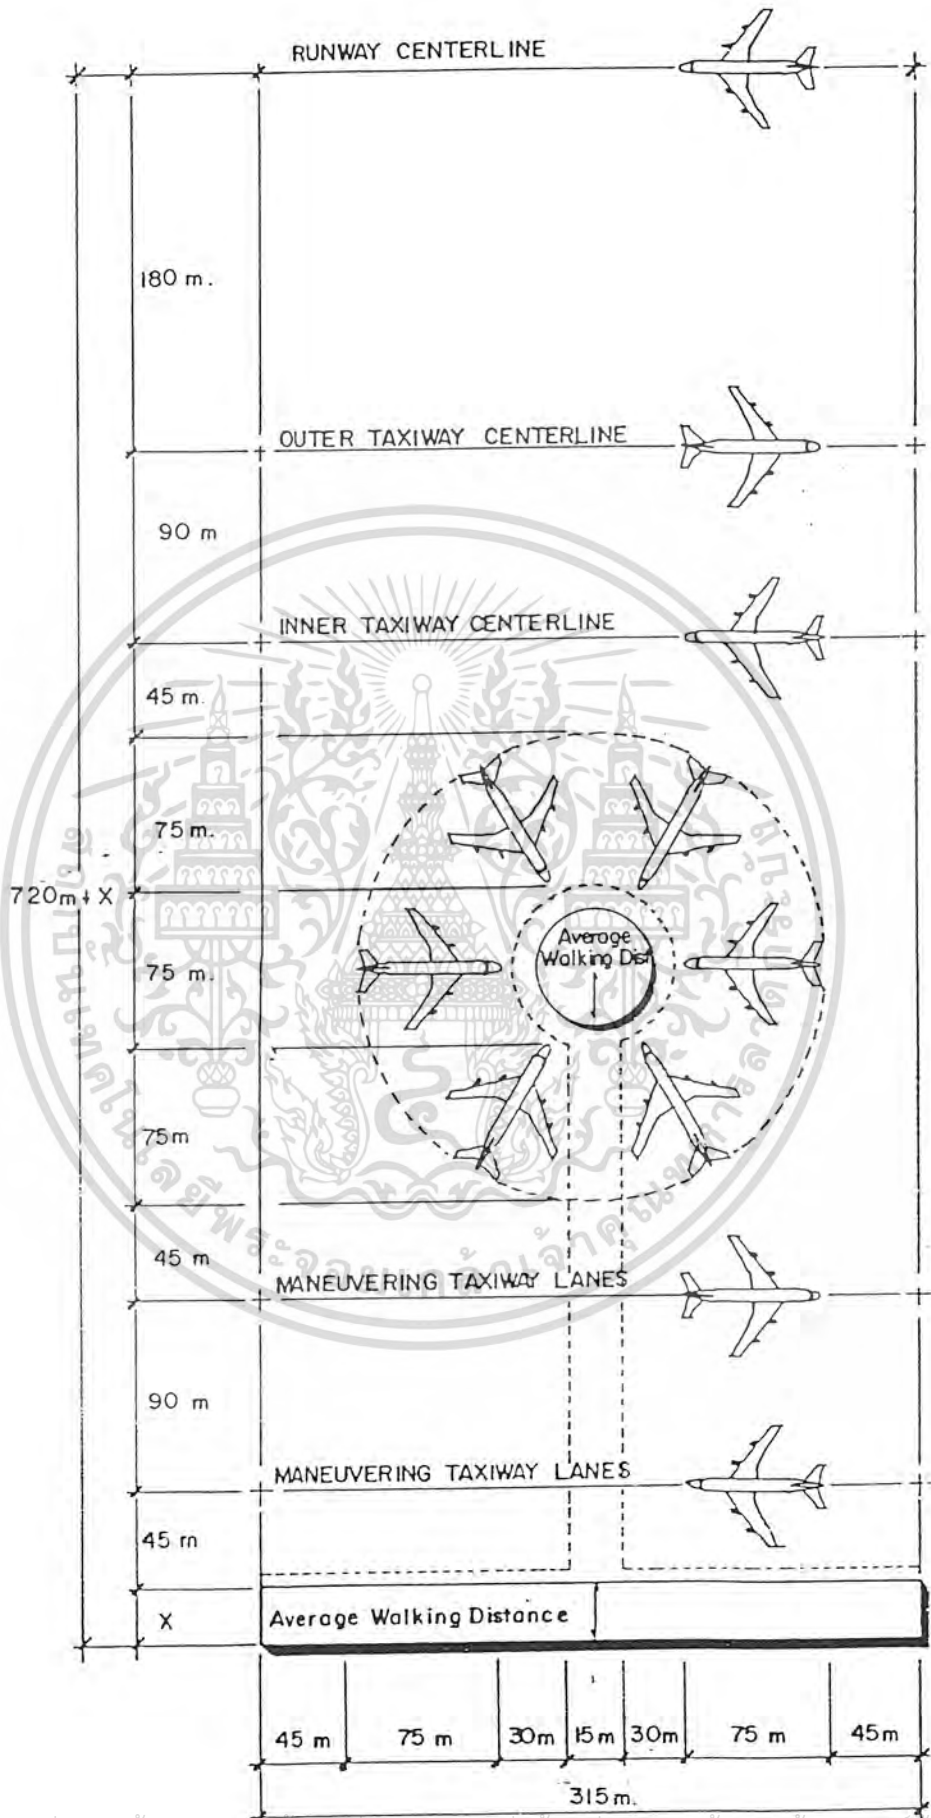 RUNWAY CENTERLINE
180 m.
OUTER TAXIWAY CENTERLINE
90 m
INNER TAXIWAY CENTERLINE
45 m.
75 m.
720m + X
Average
Walking Dist.
75 m.
75m
45 m
MANEUVERING TAXIWAY LANES
90 m
MANEUVERING TAXIWAY LANES
45 m
X
Average Walking Distance
45 m 75 m 30m 15m 30m 75 m 45m
315m.